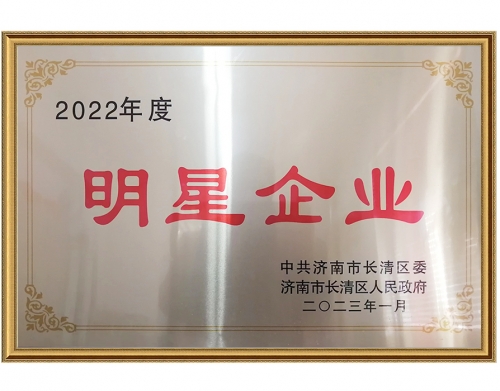 2022年度
明星企业
中共济南市长清区委
济南市长清区人民政府
二〇二三年一月